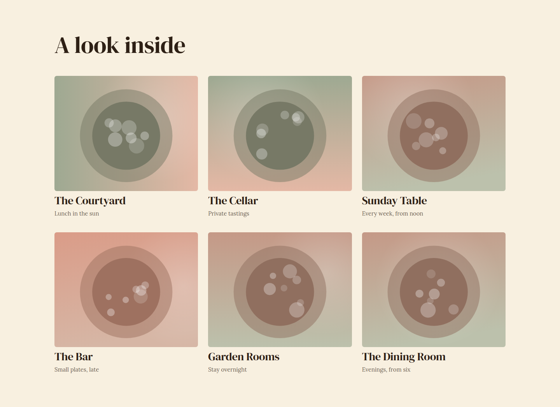 A look inside
The Courtyard
Lunch in the sun
The Cellar
Private tastings
Sunday Table
Every week, from noon
The Bar
Small plates, late
Garden Rooms
Stay overnight
The Dining Room
Evenings, from six